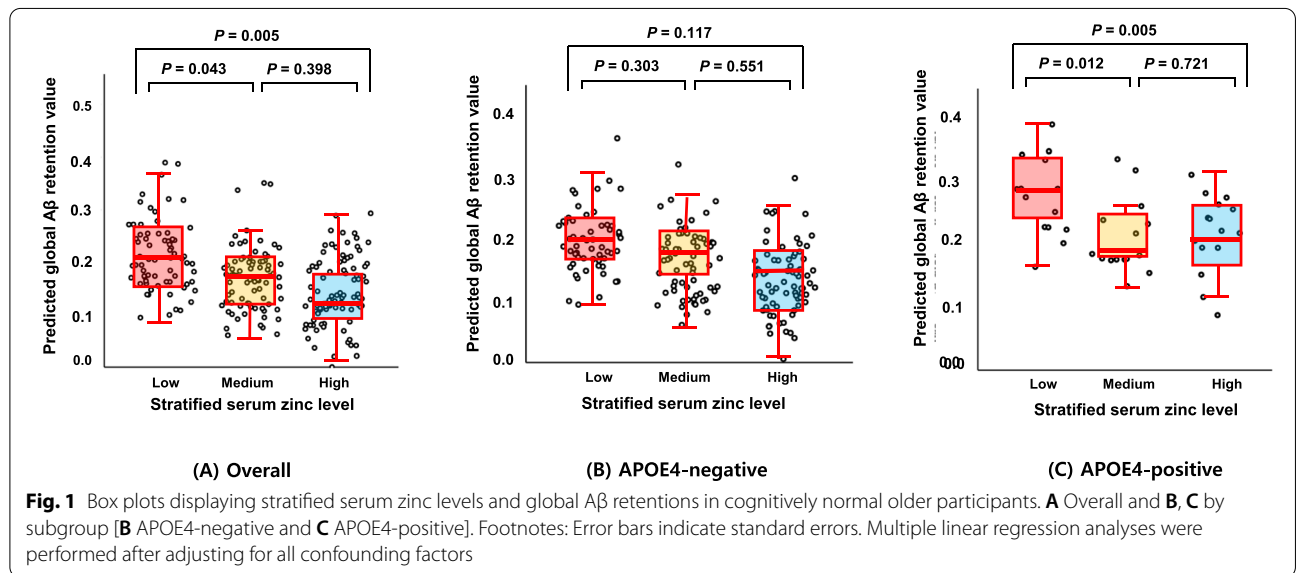 P = 0.005
P = 0.043
P = 0.398
Predicted global Aβ retention value
0.5
0.4
0.3
0.2
0.1
0.0
Low Medium High
Stratified serum zinc level
(A) Overall
P = 0.117
P = 0.303
P = 0.551
Predicted global Aβ retention value
0.4
0.3
0.2
0.1
0.0
Low Medium High
Stratified serum zinc level
(B) APOE4-negative
P = 0.005
P = 0.012
P = 0.721
Predicted global Aβ retention value
0.4
0.3
0.2
0.1
Low Medium High
Stratified serum zinc level
(C) APOE4-positive
Fig. 1 Box plots displaying stratified serum zinc levels and global Aβ retentions in cognitively normal older participants. A Overall and B, C by
subgroup [B APOE4-negative and C APOE4-positive]. Footnotes: Error bars indicate standard errors. Multiple linear regression analyses were
performed after adjusting for all confounding factors